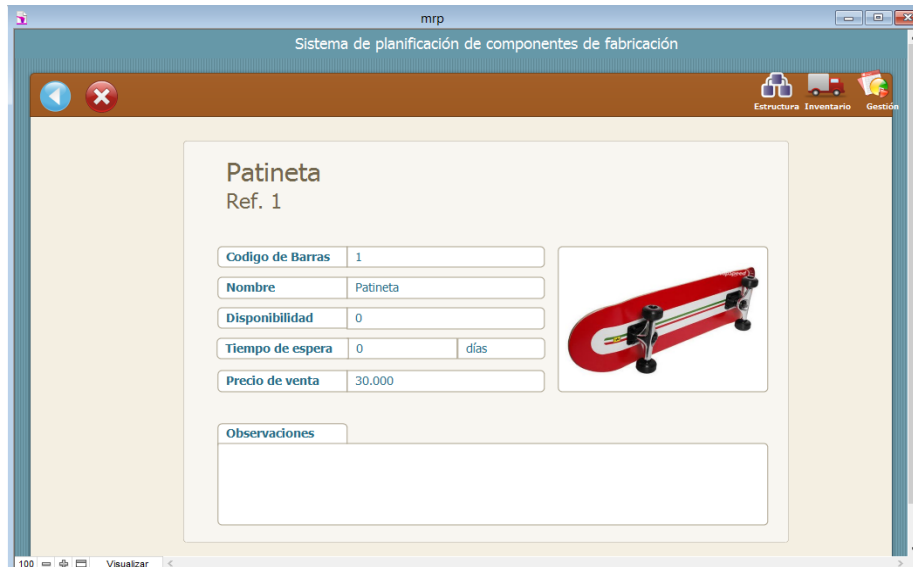 mrp
Sistema de planificación de componentes de fabricación
Estructura Inventario Gestión
Patineta
Ref. 1
Codigo de Barras 1
Nombre Patineta
Disponibilidad 0
Tiempo de espera 0 días
Precio de venta 30.000
Observaciones
100 Visualizar